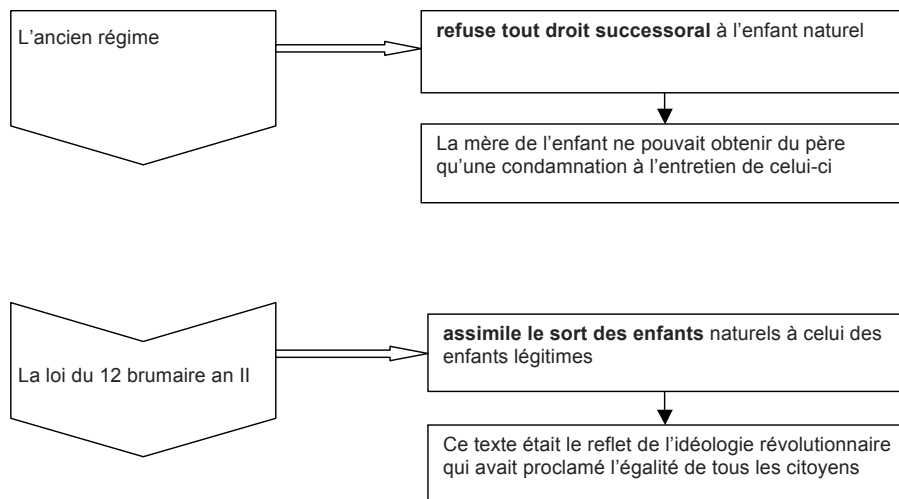 L’ancien régime
refuse tout droit successoral à l’enfant naturel
La mère de l’enfant ne pouvait obtenir du père
qu’une condamnation à l’entretien de celui-ci
La loi du 12 brumaire an II
assimile le sort des enfants naturels à celui des
enfants légitimes
Ce texte était le reflet de l’idéologie révolutionnaire
qui avait proclamé l’égalité de tous les citoyens